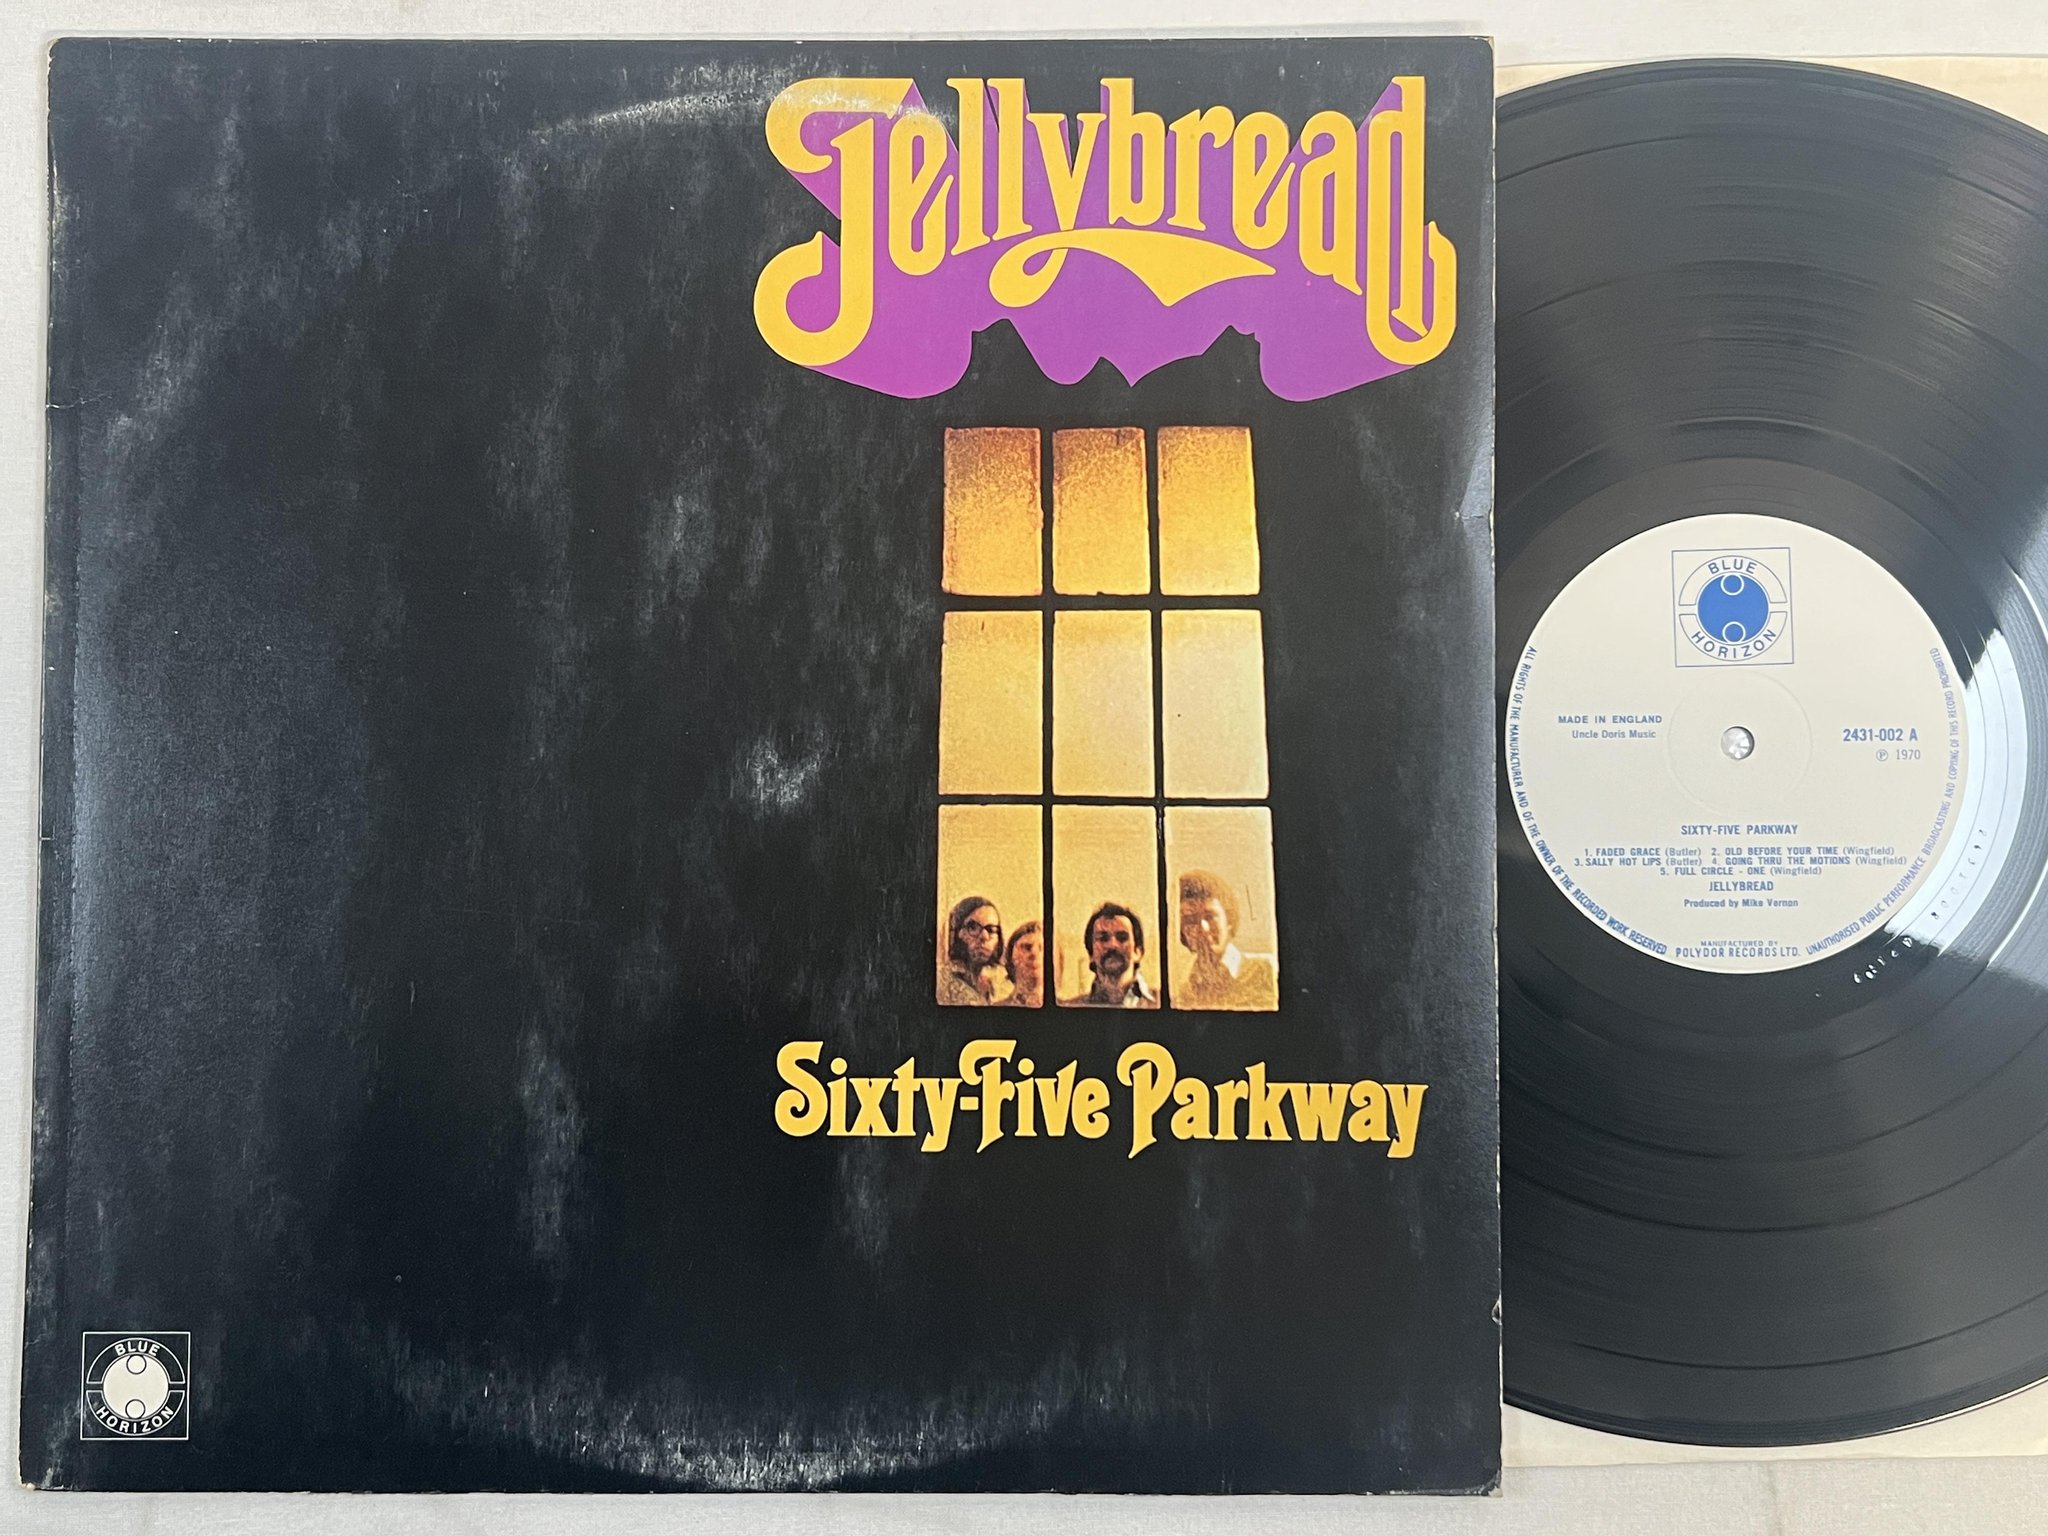 Jellybread
Sixty-Five Parkway
BLUE
HORIZON
BLUE
HORIZON
MADE IN ENGLAND
Uncle Doris Music
2431-002 A
℗ 1970
SIXTY-FIVE PARKWAY
1. FADED GRACE (Butler) 2. OLD BEFORE YOUR TIME (Wingfield)
3. SALLY HOT LIPS (Butler) 4. GOING THRU THE MOTIONS (Wingfield)
5. FULL CIRCLE - ONE (Wingfield)
JELLYBREAD
Produced by Mike Vernon
MANUFACTURED BY
POLYDOR RECORDS LTD.
ALL RIGHTS OF THE MANUFACTURER AND OF THE OWNER OF THE RECORDED WORK RESERVED
UNAUTHORISED PUBLIC PERFORMANCE BROADCASTING AND COPYING OF THIS RECORD PROHIBITED